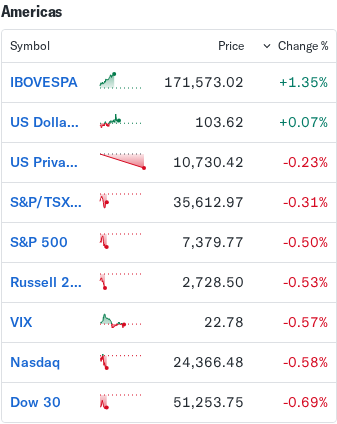 Americas
Symbol Price Change %
IBOVESPA 171,573.02 +1.35%
US Dolla... 103.62 +0.07%
US Priva... 10,730.42 -0.23%
S&P/TSX... 35,612.97 -0.31%
S&P 500 7,379.77 -0.50%
Russell 2... 2,728.50 -0.53%
VIX 22.78 -0.57%
Nasdaq 24,366.48 -0.58%
Dow 30 51,253.75 -0.69%